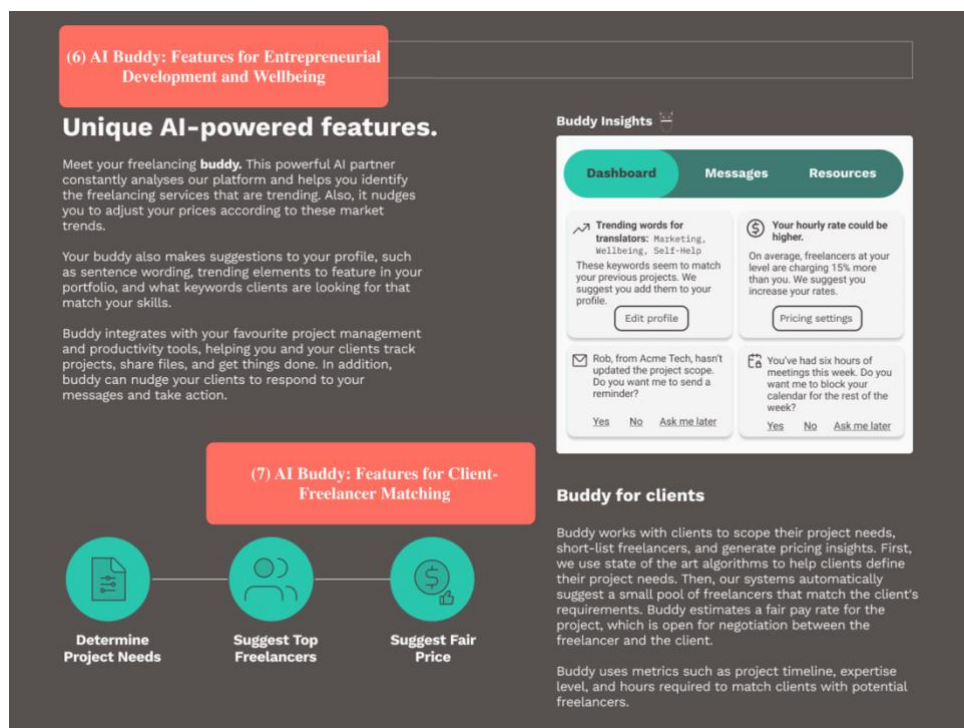 (6) AI Buddy: Features for Entrepreneurial
Development and Wellbeing
Unique AI-powered features.
Meet your freelancing buddy. This powerful AI partner
constantly analyses our platform and helps you identify
the freelancing services that are trending. Also, it nudges
you to adjust your prices according to these market
trends.
Your buddy also makes suggestions to your profile, such
as sentence wording, trending elements to feature in your
portfolio, and what keywords clients are looking for that
match your skills.
Buddy integrates with your favourite project management
and productivity tools, helping you and your clients track
projects, share files, and get things done. In addition,
buddy can nudge your clients to respond to your
messages and take action.
Buddy Insights
Dashboard
Messages
Resources
Trending words for
translators: Marketing,
Wellbeing, Self-Help
These keywords seem to match
your previous projects. We
suggest you add them to your
profile.
Edit profile
Your hourly rate could be
higher.
On average, freelancers at your
level are charging 15% more
than you. We suggest you
increase your rates.
Pricing settings
Rob, from Acme Tech, hasn't
updated the project scope.
Do you want me to send a
reminder?
Yes No Ask me later
You've had six hours of
meetings this week. Do you
want me to block your
calendar for the rest of the
week?
Yes No Ask me later
(7) AI Buddy: Features for Client-
Freelancer Matching
Determine
Project Needs
Suggest Top
Freelancers
Suggest Fair
Price
Buddy for clients
Buddy works with clients to scope their project needs,
short-list freelancers, and generate pricing insights. First,
we use state of the art algorithms to help clients define
their project needs. Then, our systems automatically
suggest a small pool of freelancers that match the client's
requirements. Buddy estimates a fair pay rate for the
project, which is open for negotiation between the
freelancer and the client.
Buddy uses metrics such as project timeline, expertise
level, and hours required to match clients with potential
freelancers.